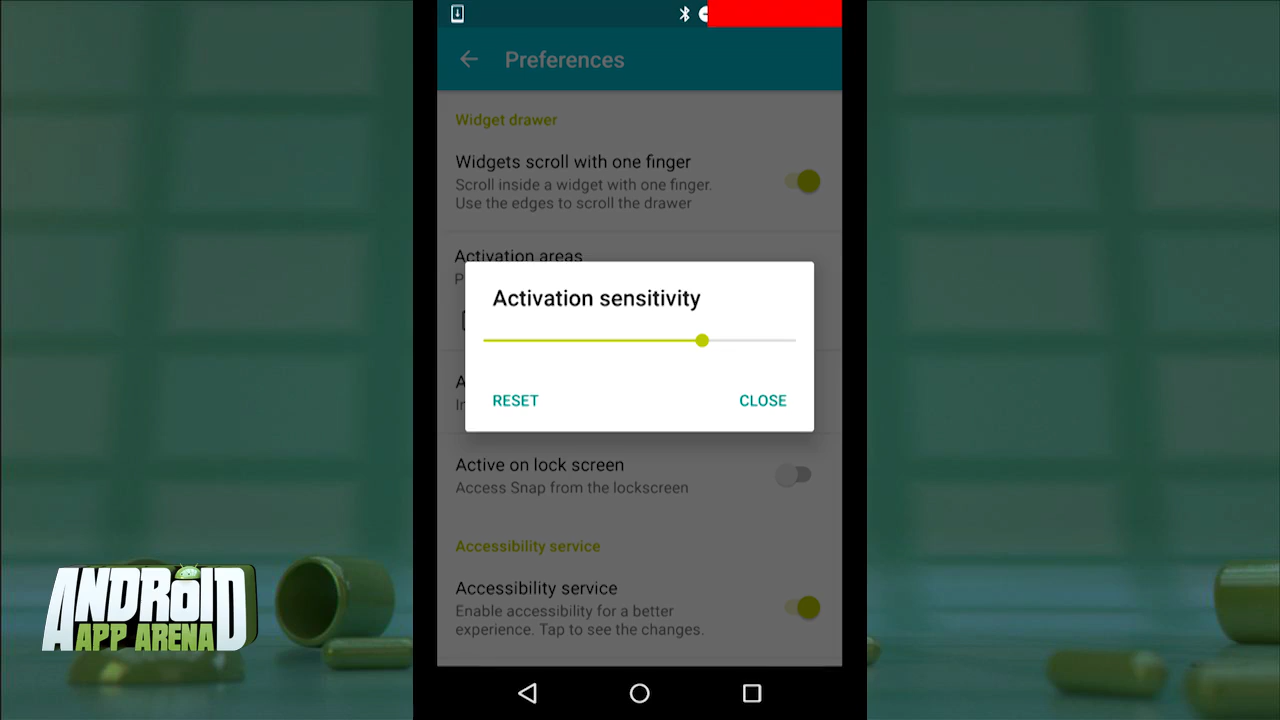 Preferences
Widget drawer
Widgets scroll with one finger
Scroll inside a widget with one finger.
Use the edges to scroll the drawer
Activation areas
P
Activation sensitivity
RESET
CLOSE
A
In
Active on lock screen
Access Snap from the lockscreen
Accessibility service
Accessibility service
Enable accessibility for a better
experience. Tap to see the changes.
ANDROID
APP ARENA